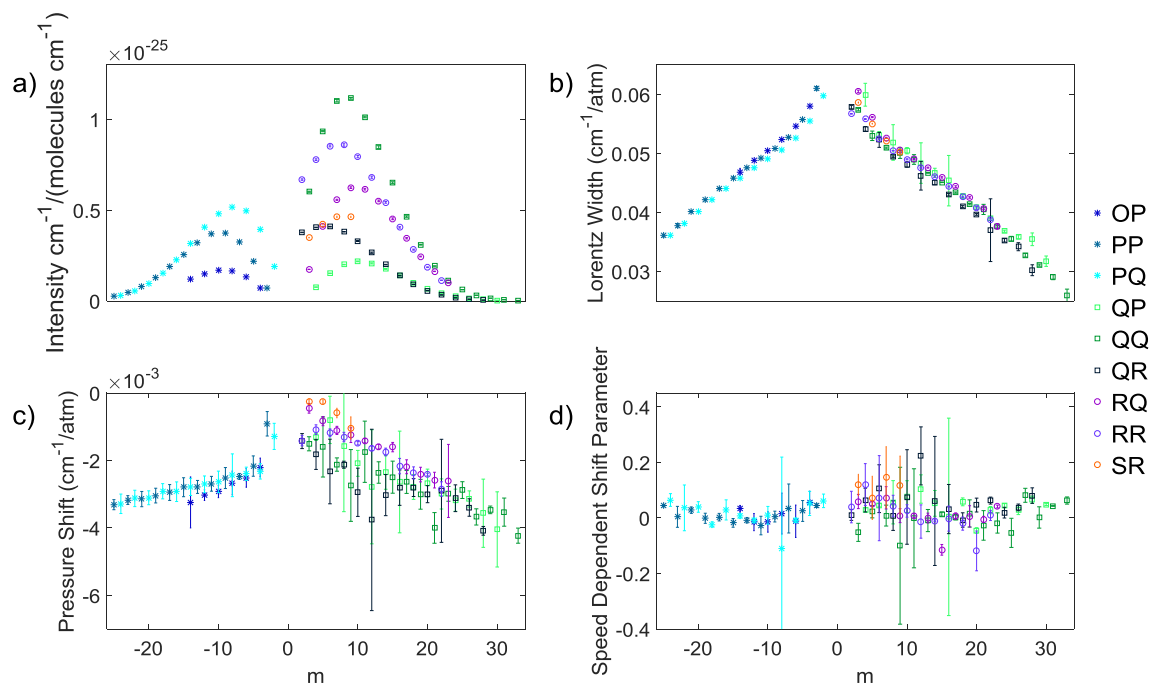 a)
×10⁻²⁵
Intensity cm⁻¹/(molecules cm⁻¹)
1
0.5
0
b)
Lorentz Width (cm⁻¹/atm)
0.06
0.05
0.04
0.03
OP
PP
PQ
QP
QQ
QR
RQ
RR
SR
c)
×10⁻³
Pressure Shift (cm⁻¹/atm)
0
-2
-4
-6
-20 -10 0 10 20 30
m
d)
Speed Dependent Shift Parameter
0.4
0.2
0
-0.2
-0.4
-20 -10 0 10 20 30
m